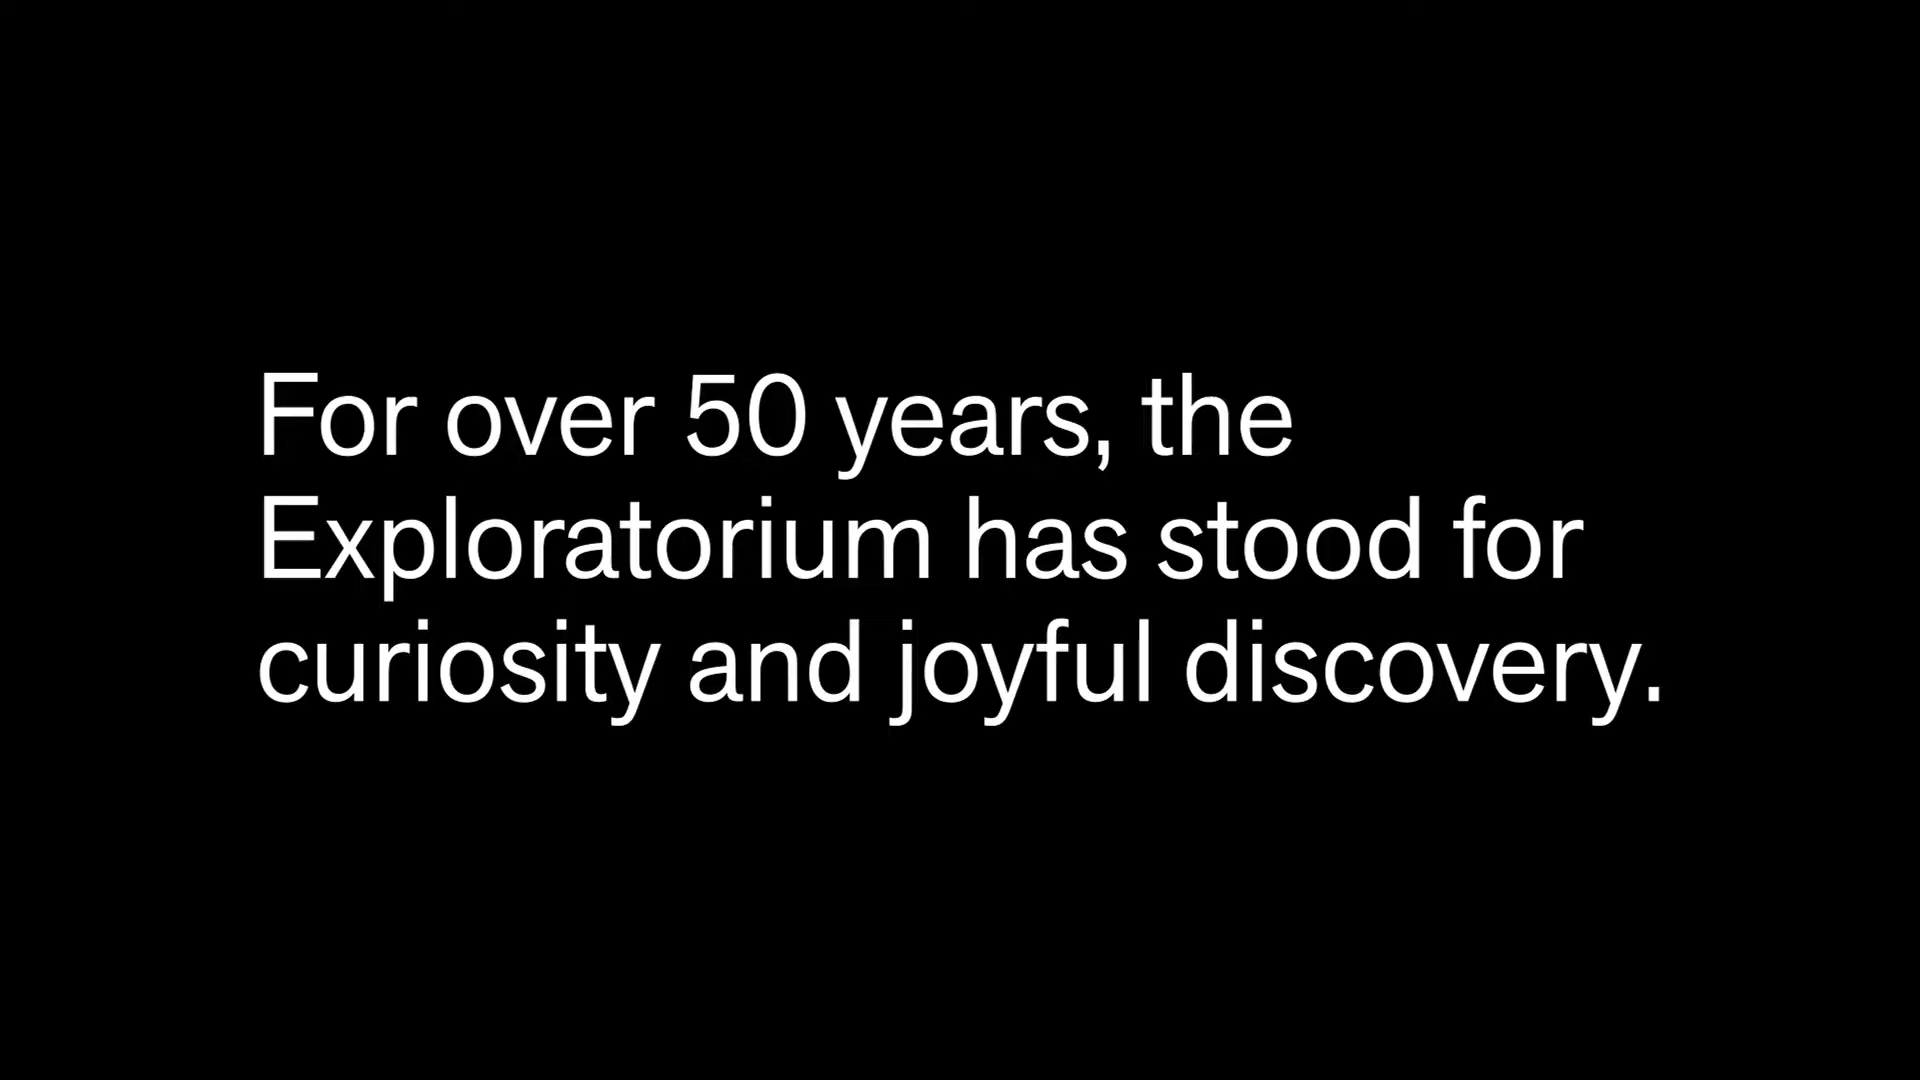 For over 50 years, the
Exploratorium has stood for
curiosity and joyful discovery.